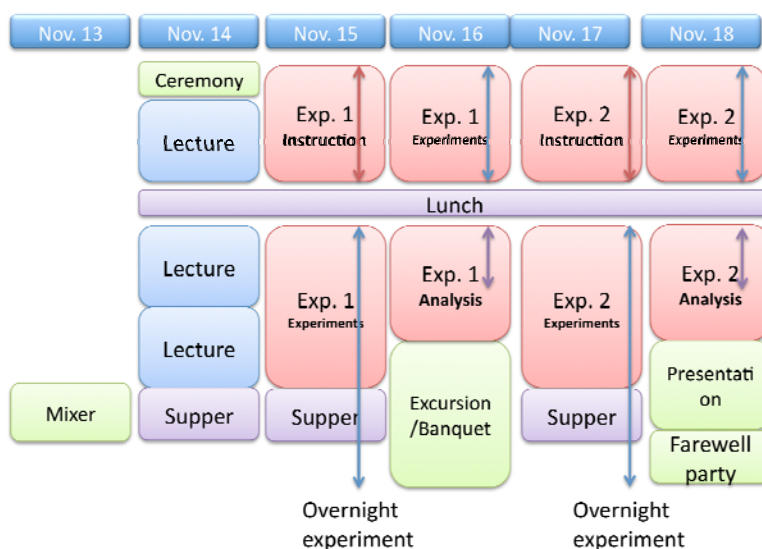 Nov. 13
Nov. 14
Nov. 15
Nov. 16
Nov. 17
Nov. 18
Ceremony
Lecture
Exp. 1
Instruction
Exp. 1
Experiments
Exp. 2
Instruction
Exp. 2
Experiments
Lunch
Lecture
Lecture
Exp. 1
Experiments
Exp. 1
Analysis
Exp. 2
Experiments
Exp. 2
Analysis
Mixer
Supper
Supper
Excursion
/Banquet
Supper
Presentati
on
Farewell
party
Overnight
experiment
Overnight
experiment